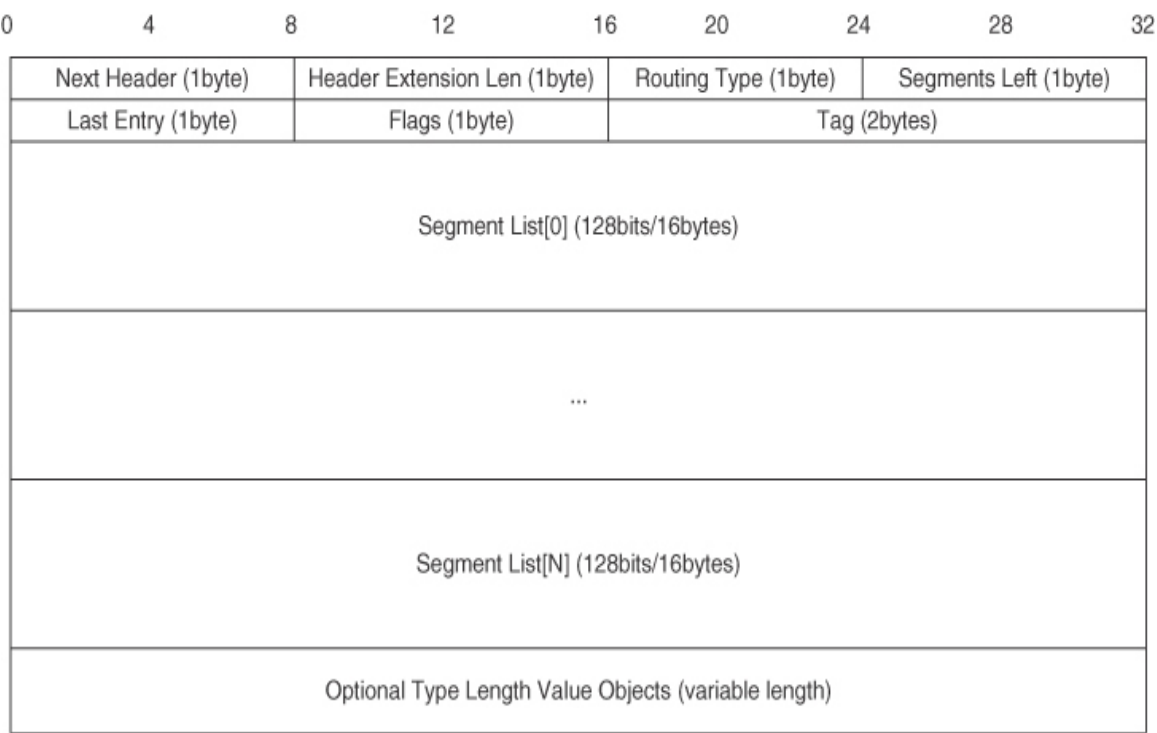 0 4 8 12 16 20 24 28 32
Next Header (1byte) Header Extension Len (1byte) Routing Type (1byte) Segments Left (1byte)
Last Entry (1byte) Flags (1byte) Tag (2bytes)
Segment List[0] (128bits/16bytes)
...
Segment List[N] (128bits/16bytes)
Optional Type Length Value Objects (variable length)